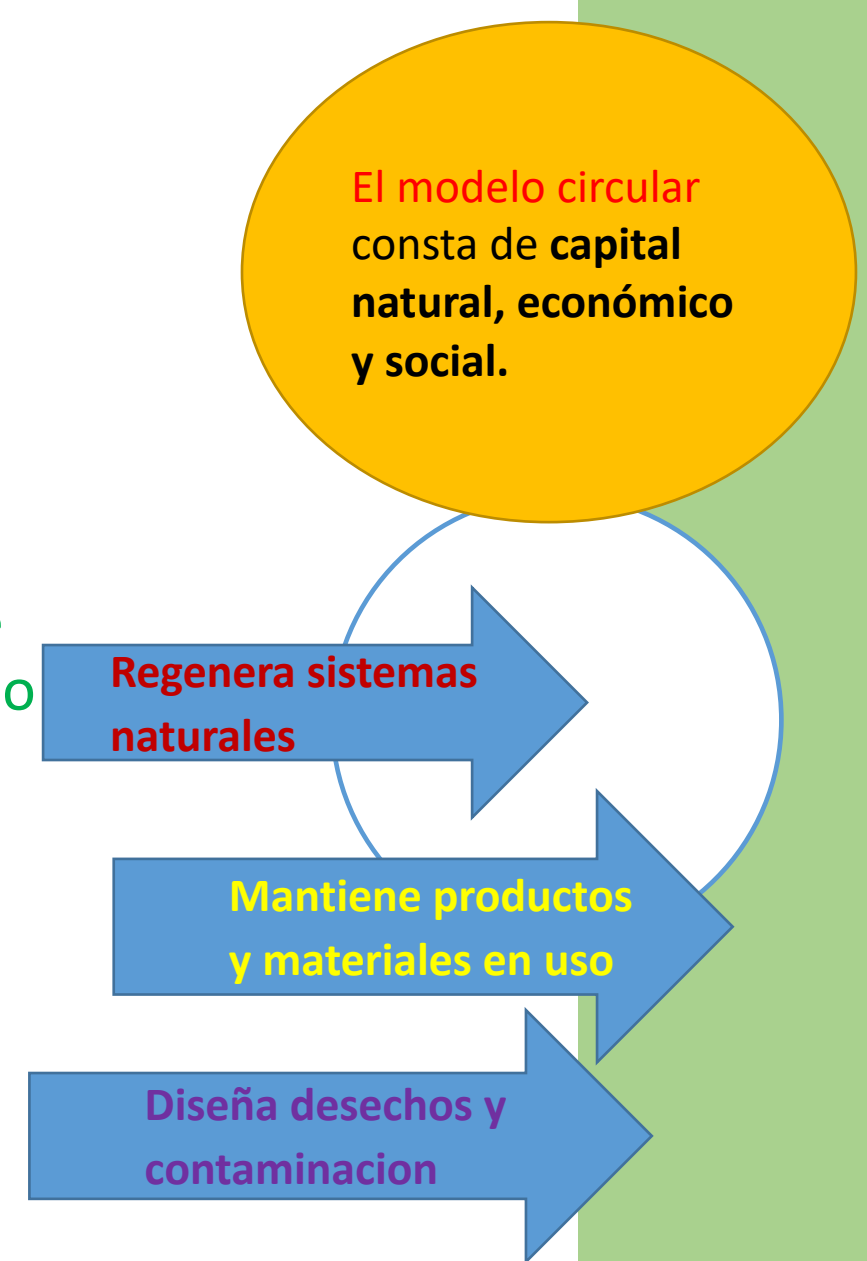 El modelo circular
consta de capital
natural, económico
y social.
o
Regenera sistemas
naturales
Mantiene productos
y materiales en uso
Diseña desechos y
contaminacion